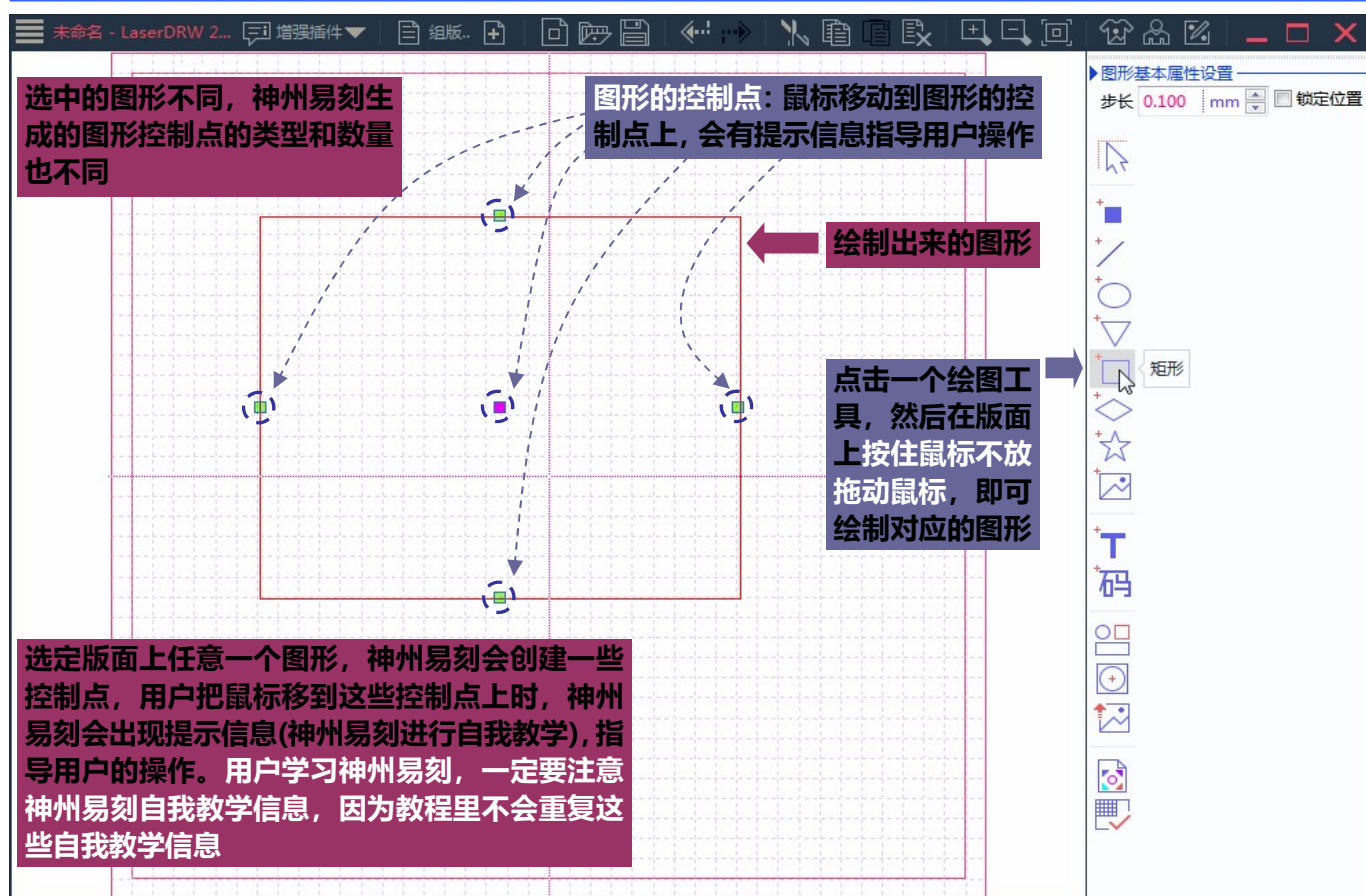 未命名 - LaserDRW 2... 增强插件 组版..
图形基本属性设置
步长 0.100 mm 锁定位置
选中的图形不同，神州易刻生
成的图形控制点的类型和数量
也不同
图形的控制点：鼠标移动到图形的控
制点上，会有提示信息指导用户操作
绘制出来的图形
点击一个绘图工
具，然后在版面
上按住鼠标不放
拖动鼠标，即可
绘制对应的图形
矩形
T
码
选定版面上任意一个图形，神州易刻会创建一些
控制点，用户把鼠标移到这些控制点上时，神州
易刻会出现提示信息(神州易刻进行自我教学)，指
导用户的操作。用户学习神州易刻，一定要注意
神州易刻自我教学信息，因为教程里不会重复这
些自我教学信息